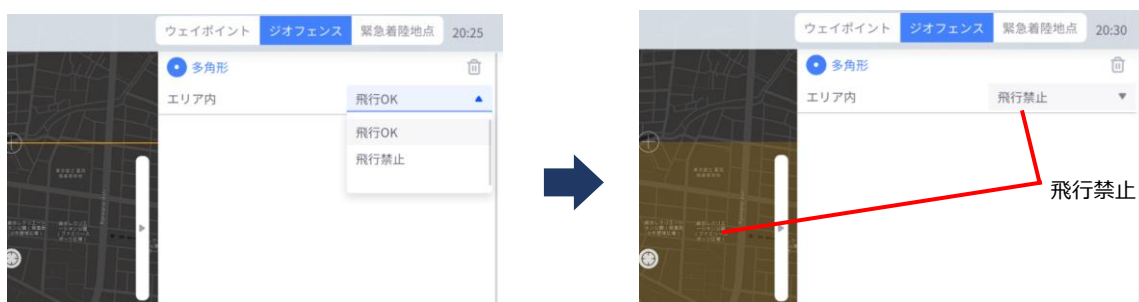 ウェイポイント ジオフェンス 緊急着陸地点 20:25
多角形
エリア内 飛行OK
飛行OK
飛行禁止
ウェイポイント ジオフェンス 緊急着陸地点 20:30
多角形
エリア内 飛行禁止
飛行禁止